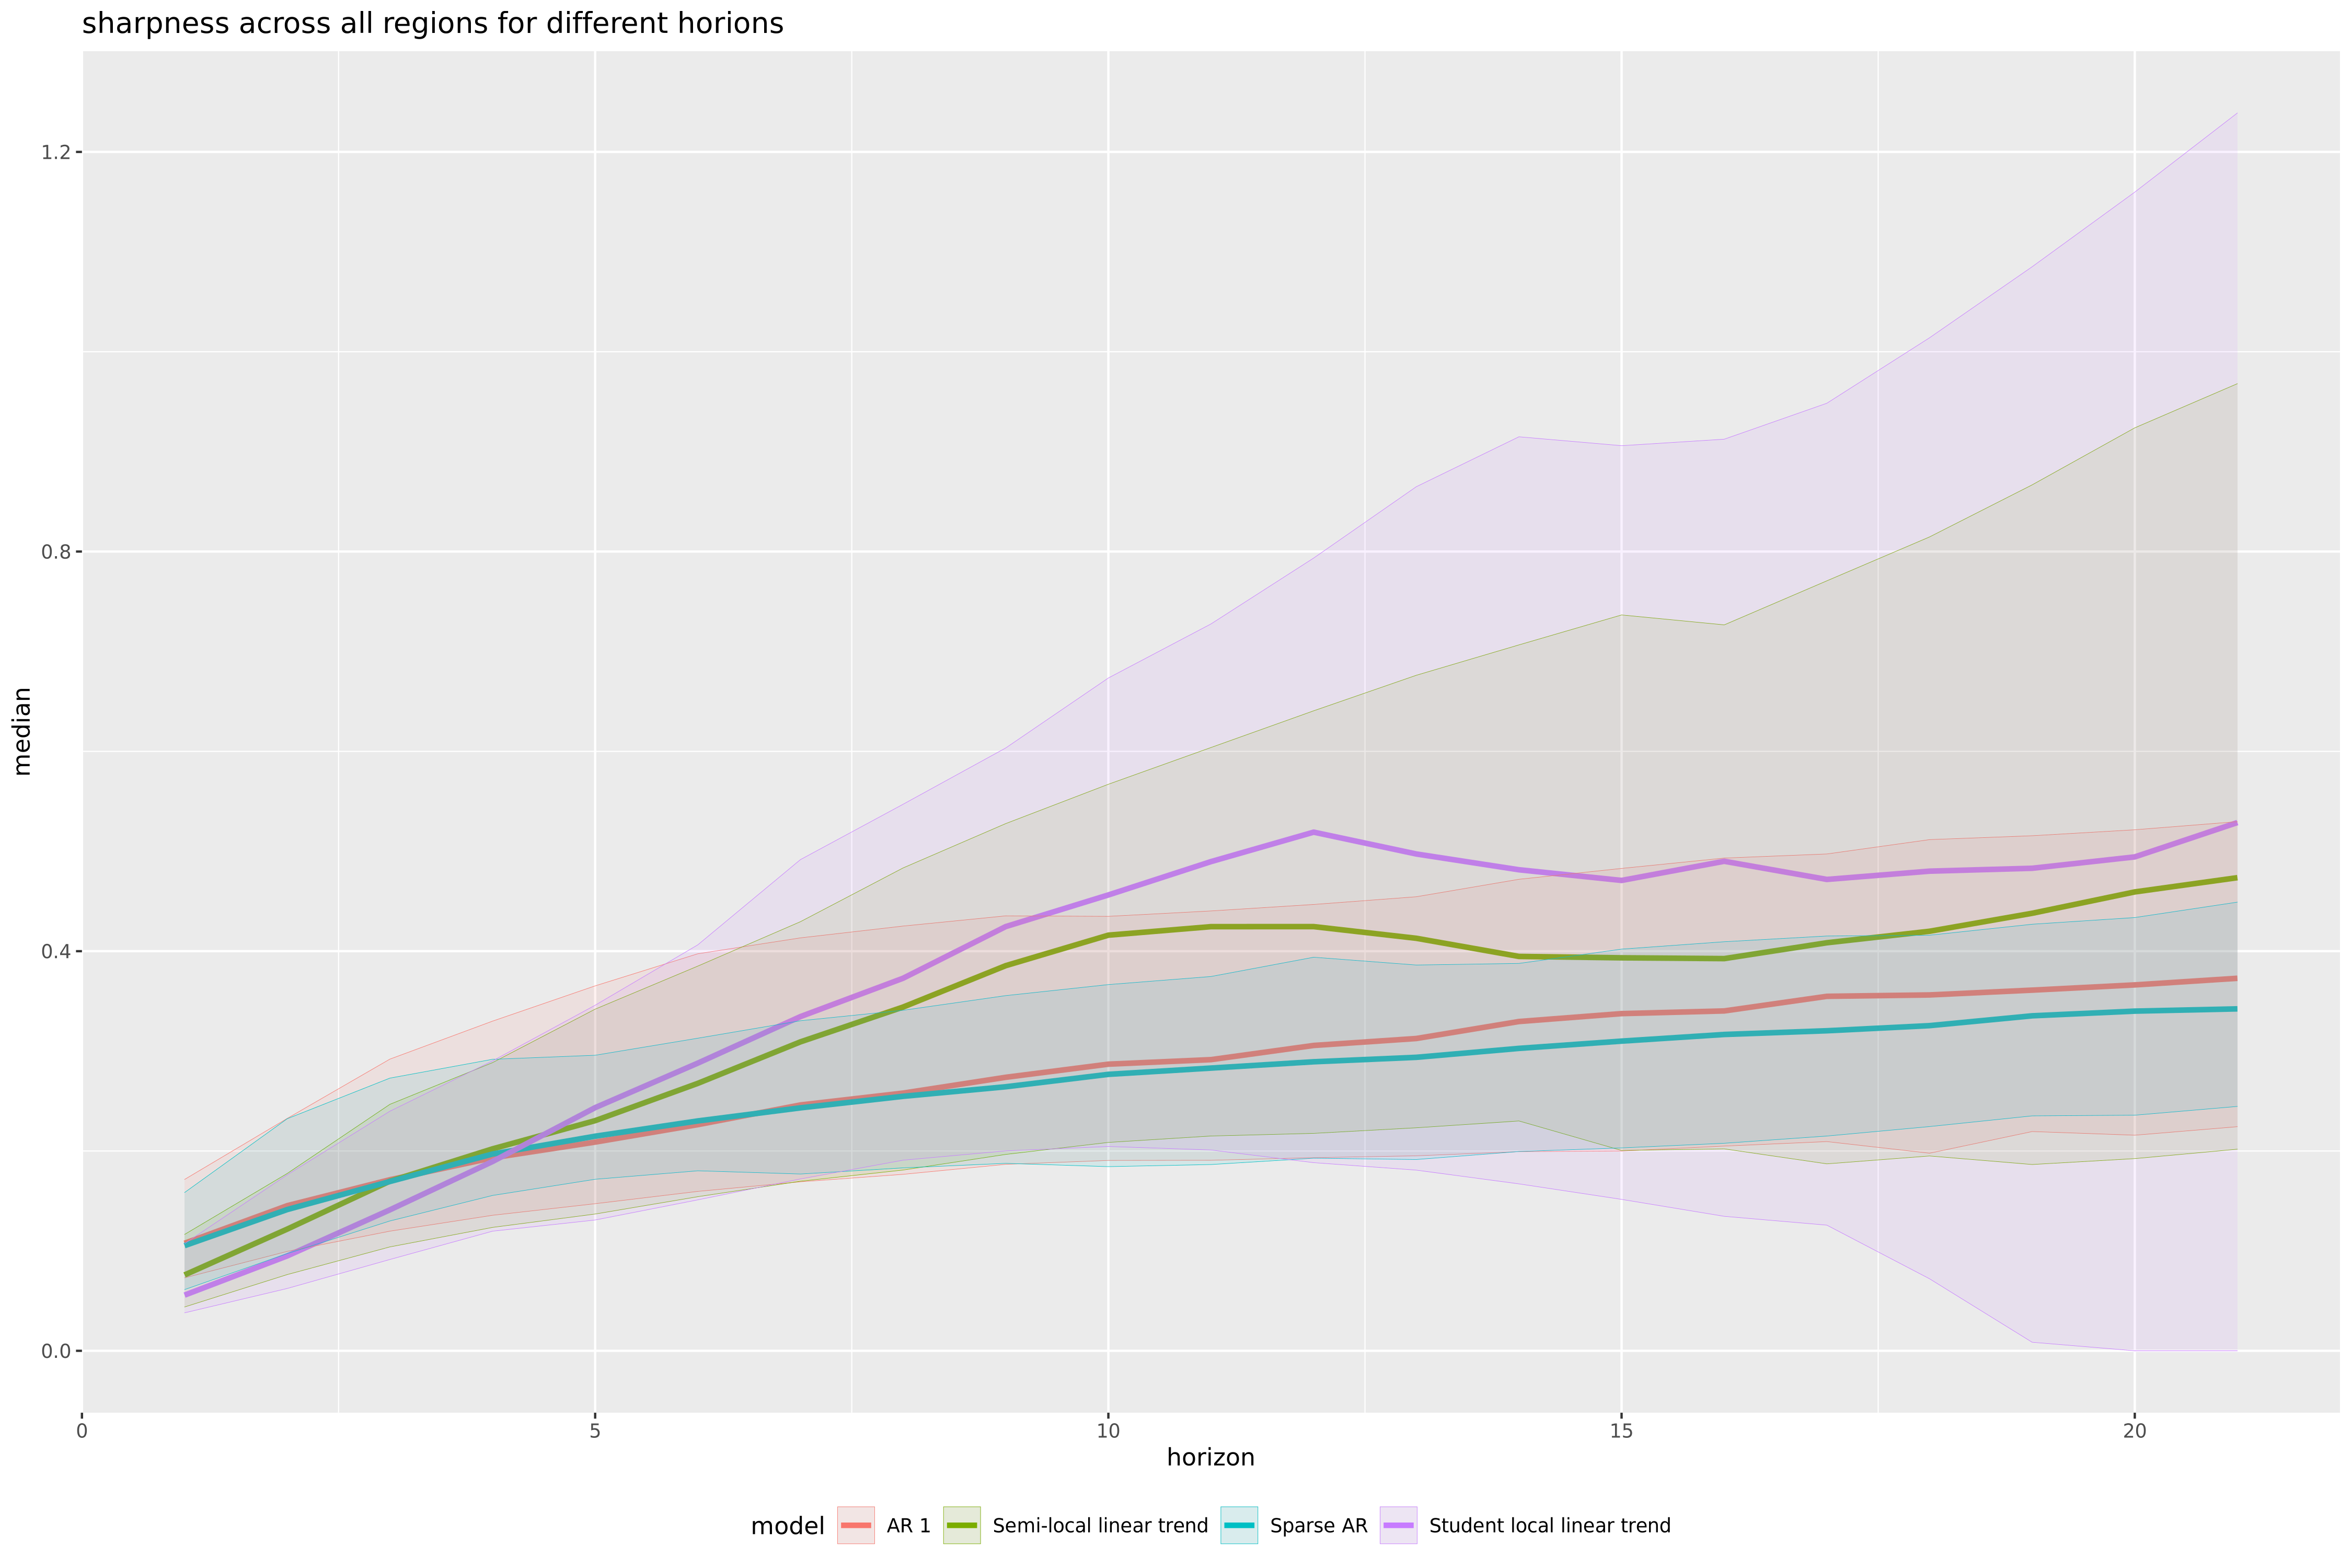 sharpness across all regions for different horions
median
1.2
0.8
0.4
0.0
0 5 10 15 20
horizon
model AR 1 Semi-local linear trend Sparse AR Student local linear trend